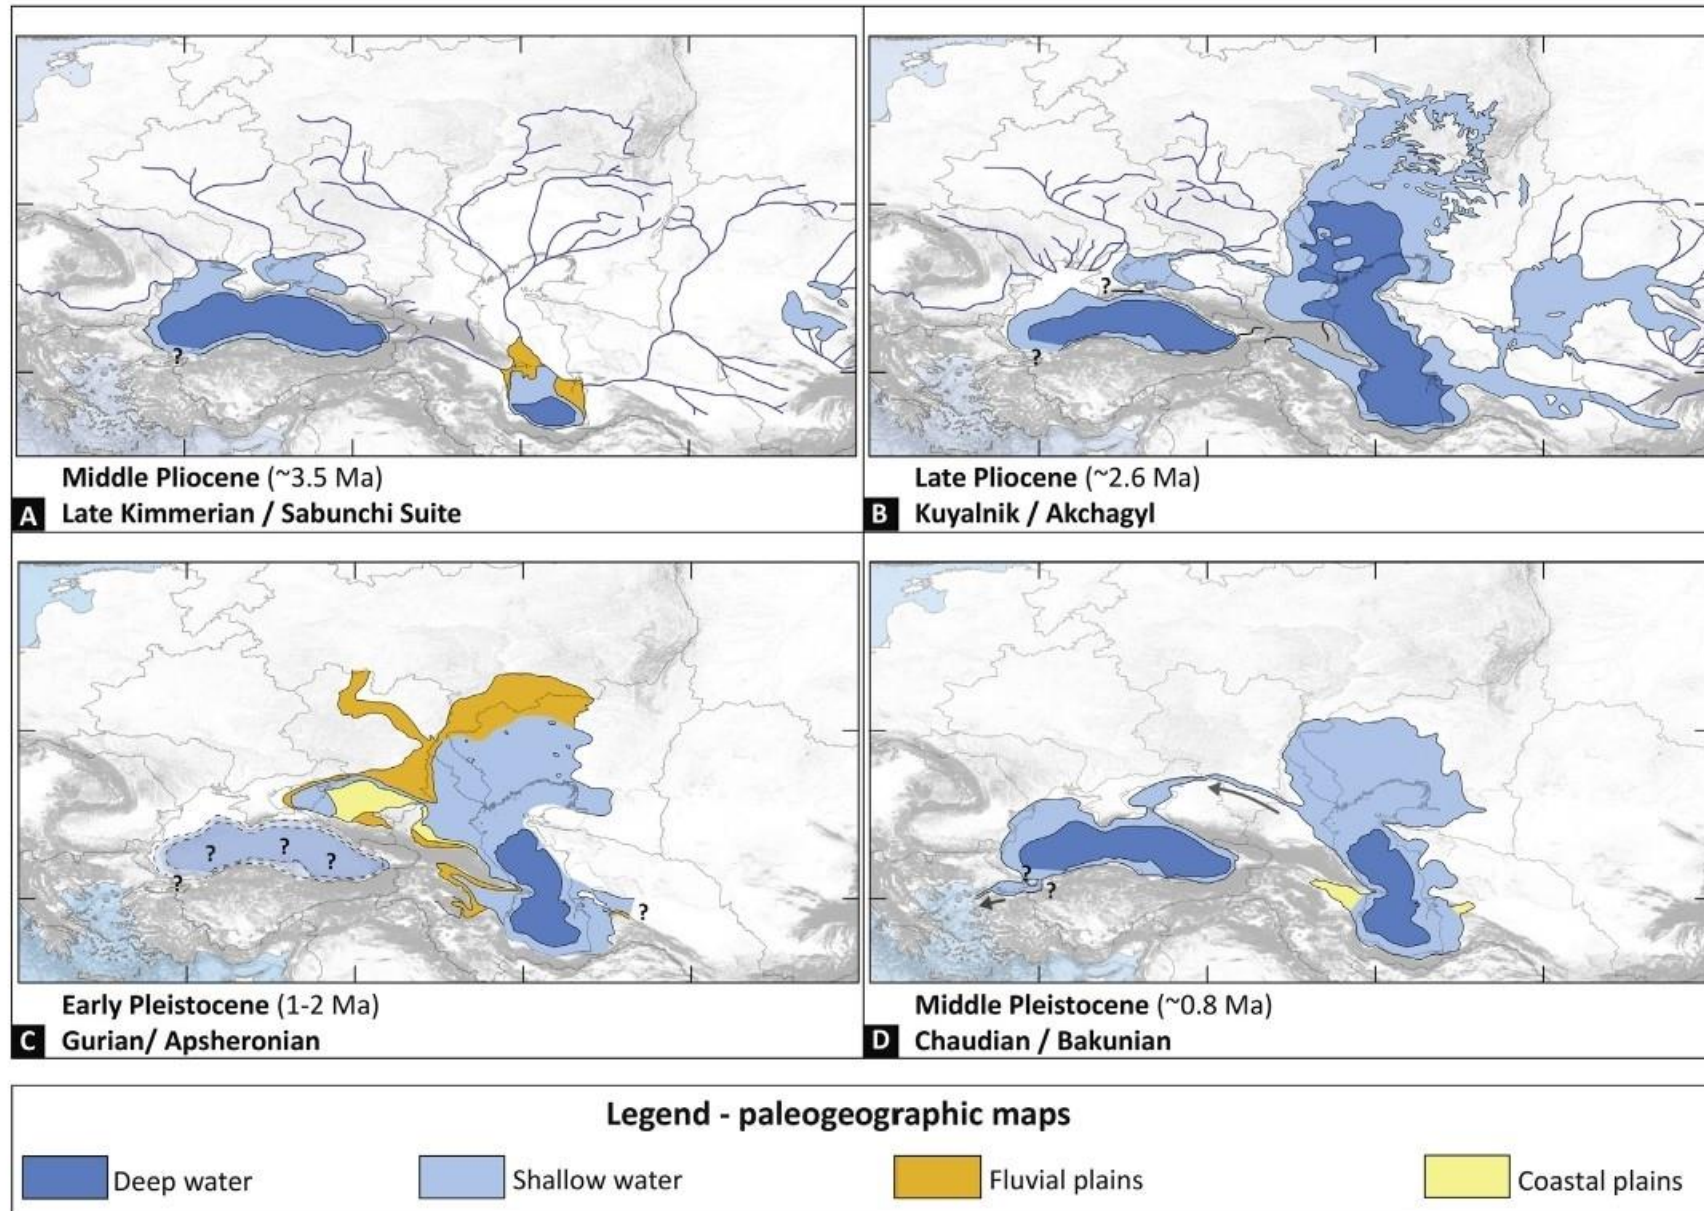 ?
Middle Pliocene (~3.5 Ma)
A Late Kimmerian / Sabunchi Suite
?
?
Late Pliocene (~2.6 Ma)
B Kuyalnik / Akchagyl
? ? ?
?
?
Early Pleistocene (1-2 Ma)
C Gurian/ Apsheronian
?
?
Middle Pleistocene (~0.8 Ma)
D Chaudian / Bakunian
Legend - paleogeographic maps
Deep water
Shallow water
Fluvial plains
Coastal plains